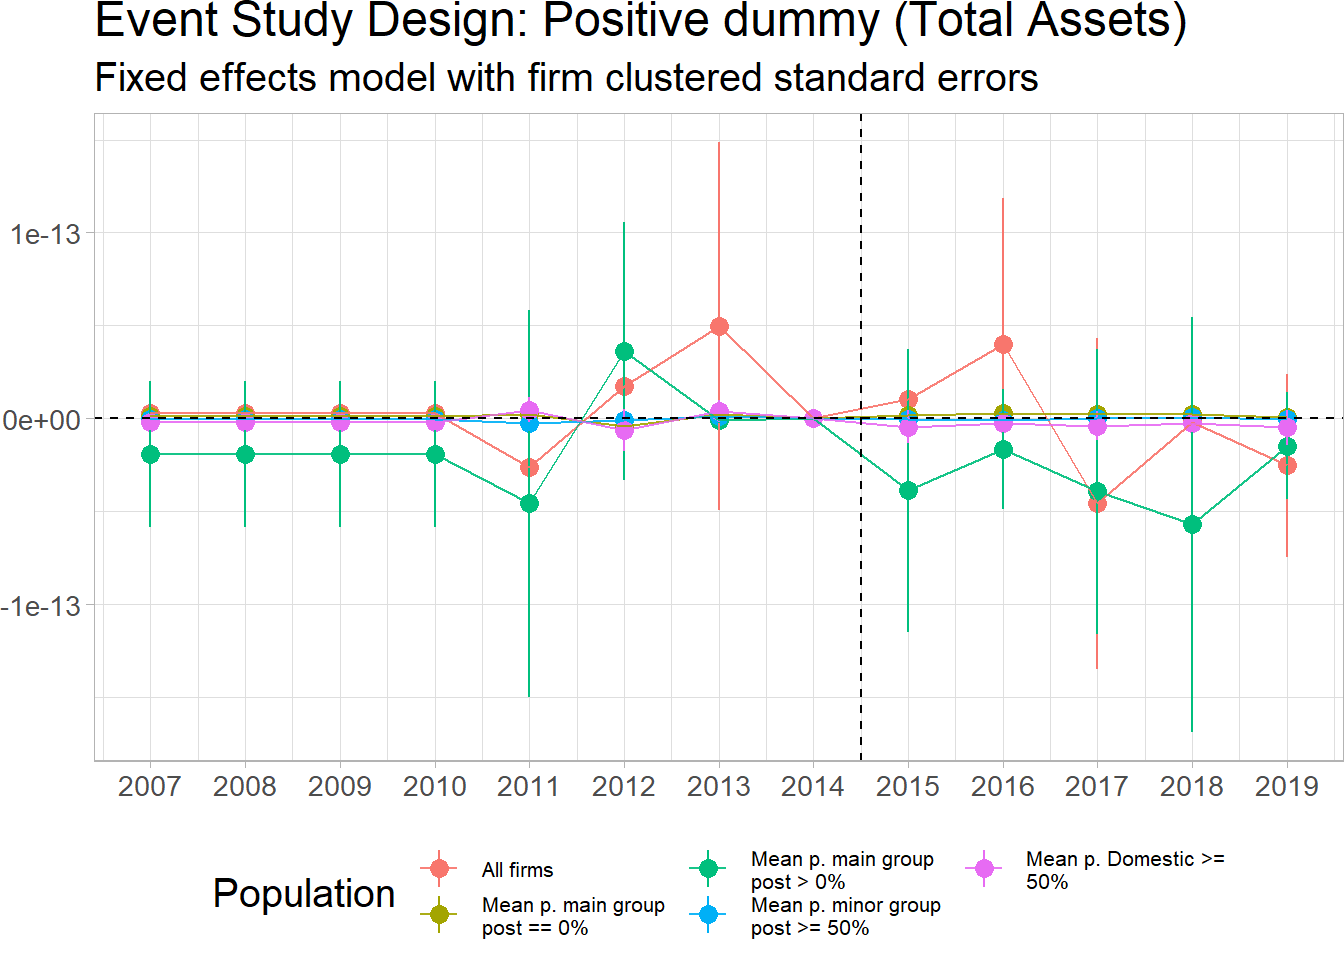 Event Study Design: Positive dummy (Total Assets)
Fixed effects model with firm clustered standard errors
1e-13
0e+00
-1e-13
2007 2008 2009 2010 2011 2012 2013 2014 2015 2016 2017 2018 2019
Population
All firms
Mean p. main group
post == 0%
Mean p. main group
post > 0%
Mean p. minor group
post >= 50%
Mean p. Domestic >=
50%